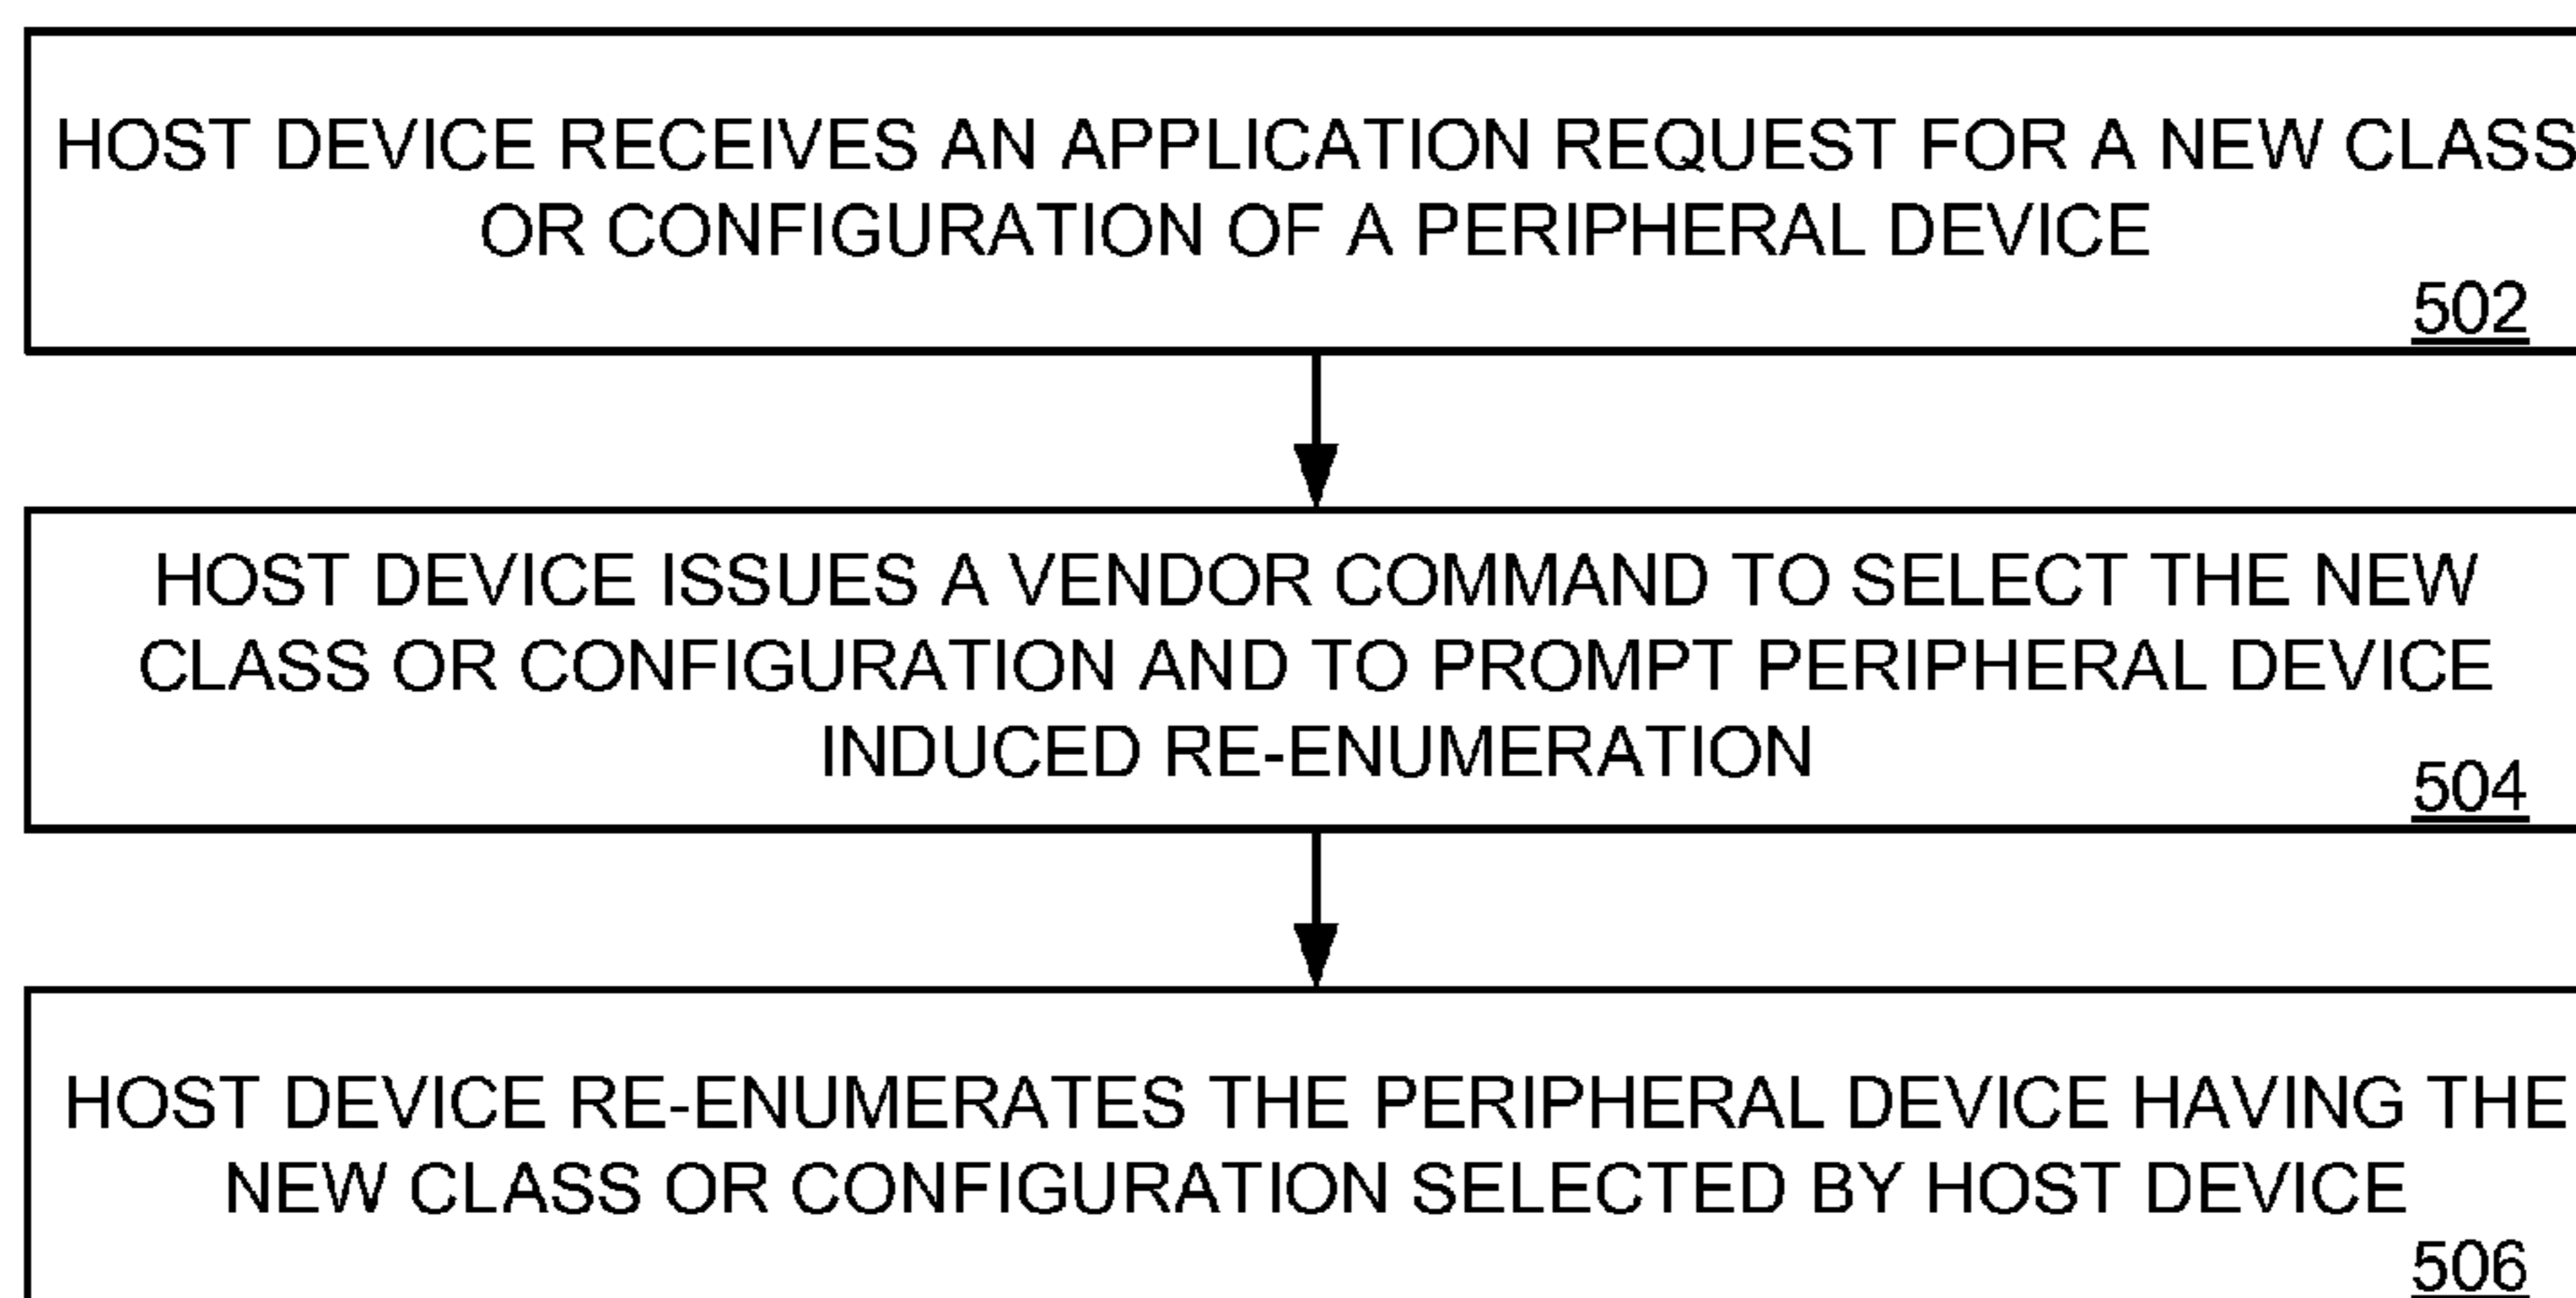 HOST DEVICE RECEIVES AN APPLICATION REQUEST FOR A NEW CLASS
OR CONFIGURATION OF A PERIPHERAL DEVICE
502
HOST DEVICE ISSUES A VENDOR COMMAND TO SELECT THE NEW
CLASS OR CONFIGURATION AND TO PROMPT PERIPHERAL DEVICE
INDUCED RE-ENUMERATION
504
HOST DEVICE RE-ENUMERATES THE PERIPHERAL DEVICE HAVING THE
NEW CLASS OR CONFIGURATION SELECTED BY HOST DEVICE
506